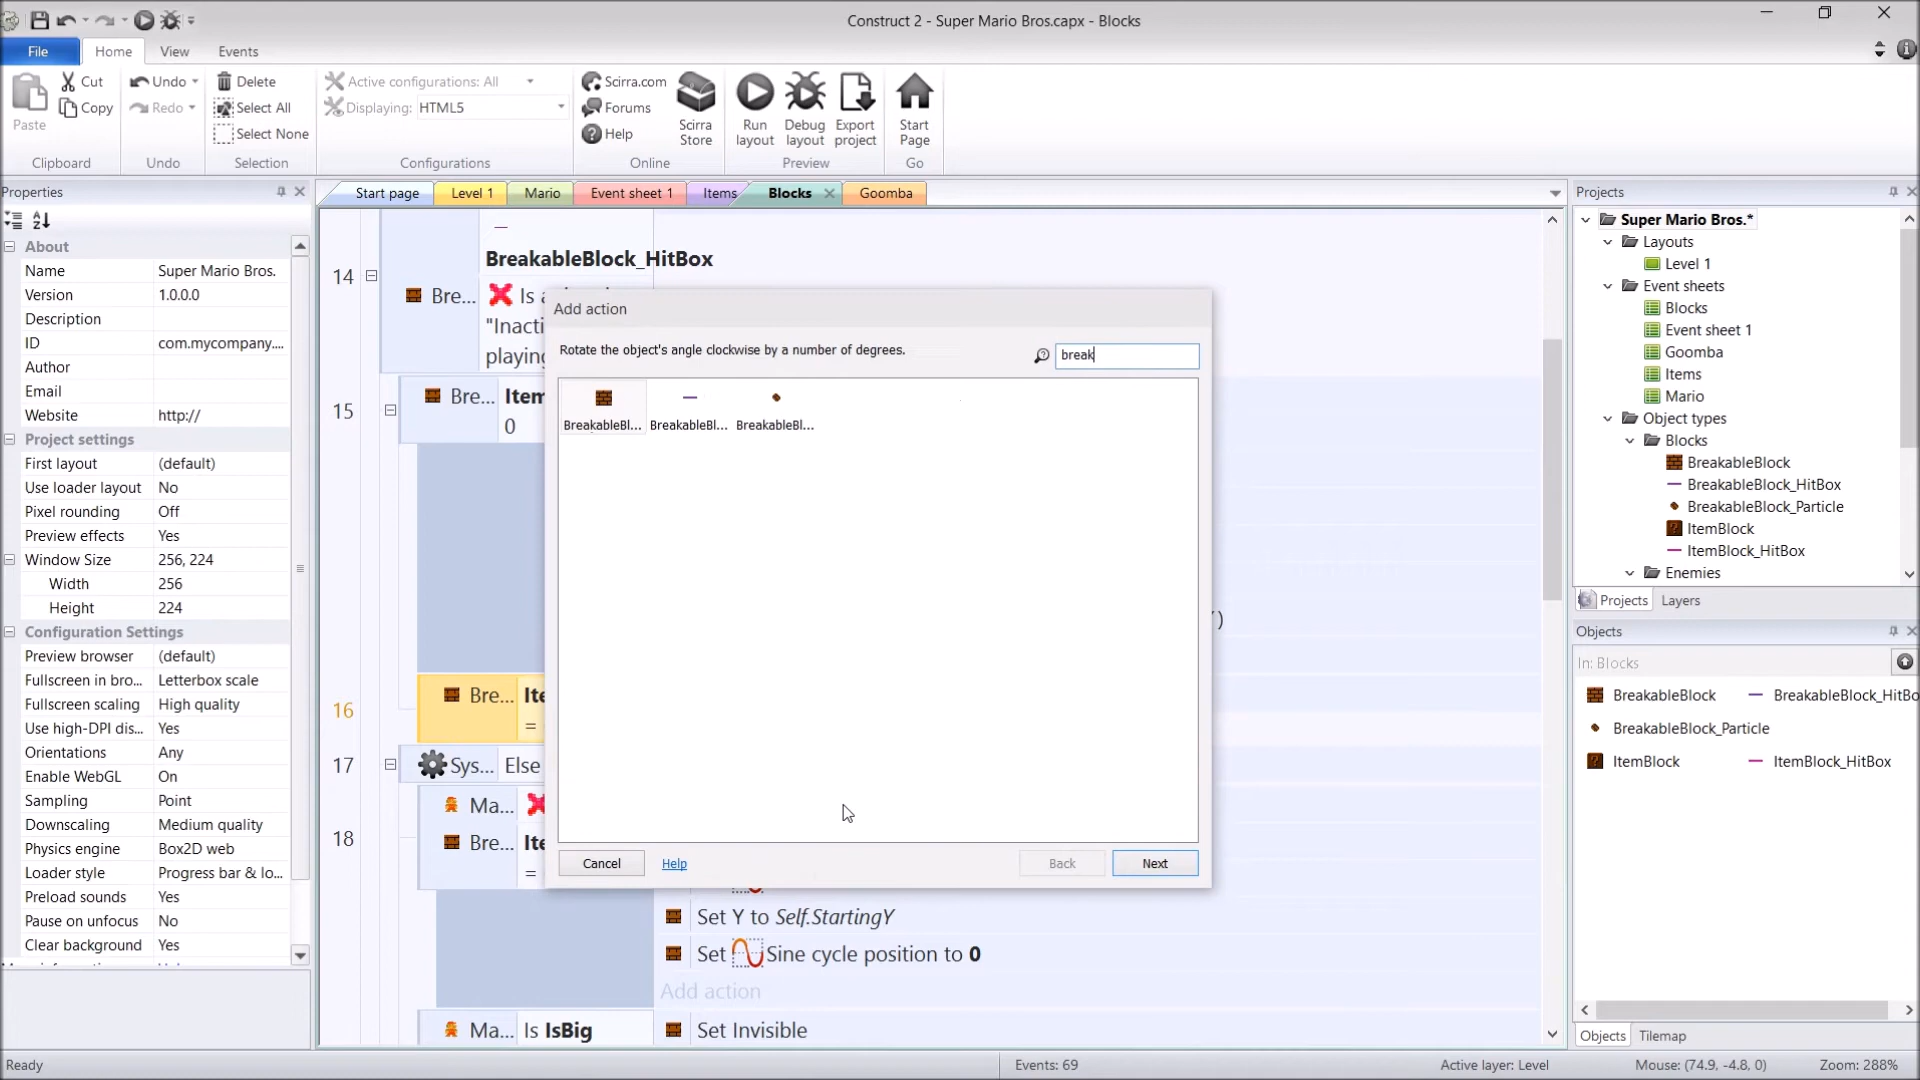 Construct 2 - Super Mario Bros.capx - Blocks
File
Home
View
Events
Paste
Cut
Copy
Clipboard
Undo
Redo
Undo
Delete
Select All
Select None
Selection
Active configurations: All
Displaying: HTML5
Configurations
Scirra.com
Forums
Help
Scirra Store
Online
Run layout
Debug layout
Export project
Preview
Start Page
Go
Properties
About
Name Super Mario Bros.
Version 1.0.0.0
Description
ID com.mycompany....
Author
Email
Website http://
Project settings
First layout (default)
Use loader layout No
Pixel rounding Off
Preview effects Yes
Window Size 256, 224
Width 256
Height 224
Configuration Settings
Preview browser (default)
Fullscreen in bro... Letterbox scale
Fullscreen scaling High quality
Use high-DPI dis... Yes
Orientations Any
Enable WebGL On
Sampling Point
Downscaling Medium quality
Physics engine Box2D web
Loader style Progress bar & lo...
Preload sounds Yes
Pause on unfocus No
Clear background Yes
Start page
Level 1
Mario
Event sheet 1
Items
Blocks
Goomba
BreakableBlock_HitBox
14
Bre...
Is a
"Inacti
playing
15
Bre... Item
0
16
Bre... Ite
=
17
Sys... Else
Ma...
18
Bre... Ite
=
Set Y to Self.StartingY
Set Sine cycle position to 0
Add action
Ma... Is IsBig
Set Invisible
Add action
Rotate the object's angle clockwise by a number of degrees.
break
BreakableBl...
BreakableBl...
BreakableBl...
Cancel
Help
Back
Next
)
Projects
Super Mario Bros.*
Layouts
Level 1
Event sheets
Blocks
Event sheet 1
Goomba
Items
Mario
Object types
Blocks
BreakableBlock
BreakableBlock_HitBox
BreakableBlock_Particle
ItemBlock
ItemBlock_HitBox
Enemies
Projects
Layers
Objects
In: Blocks
BreakableBlock
BreakableBlock_HitBo
BreakableBlock_Particle
ItemBlock
ItemBlock_HitBox
Objects
Tilemap
Ready
Events: 69
Active layer: Level
Mouse: (74.9, -4.8, 0)
Zoom: 288%